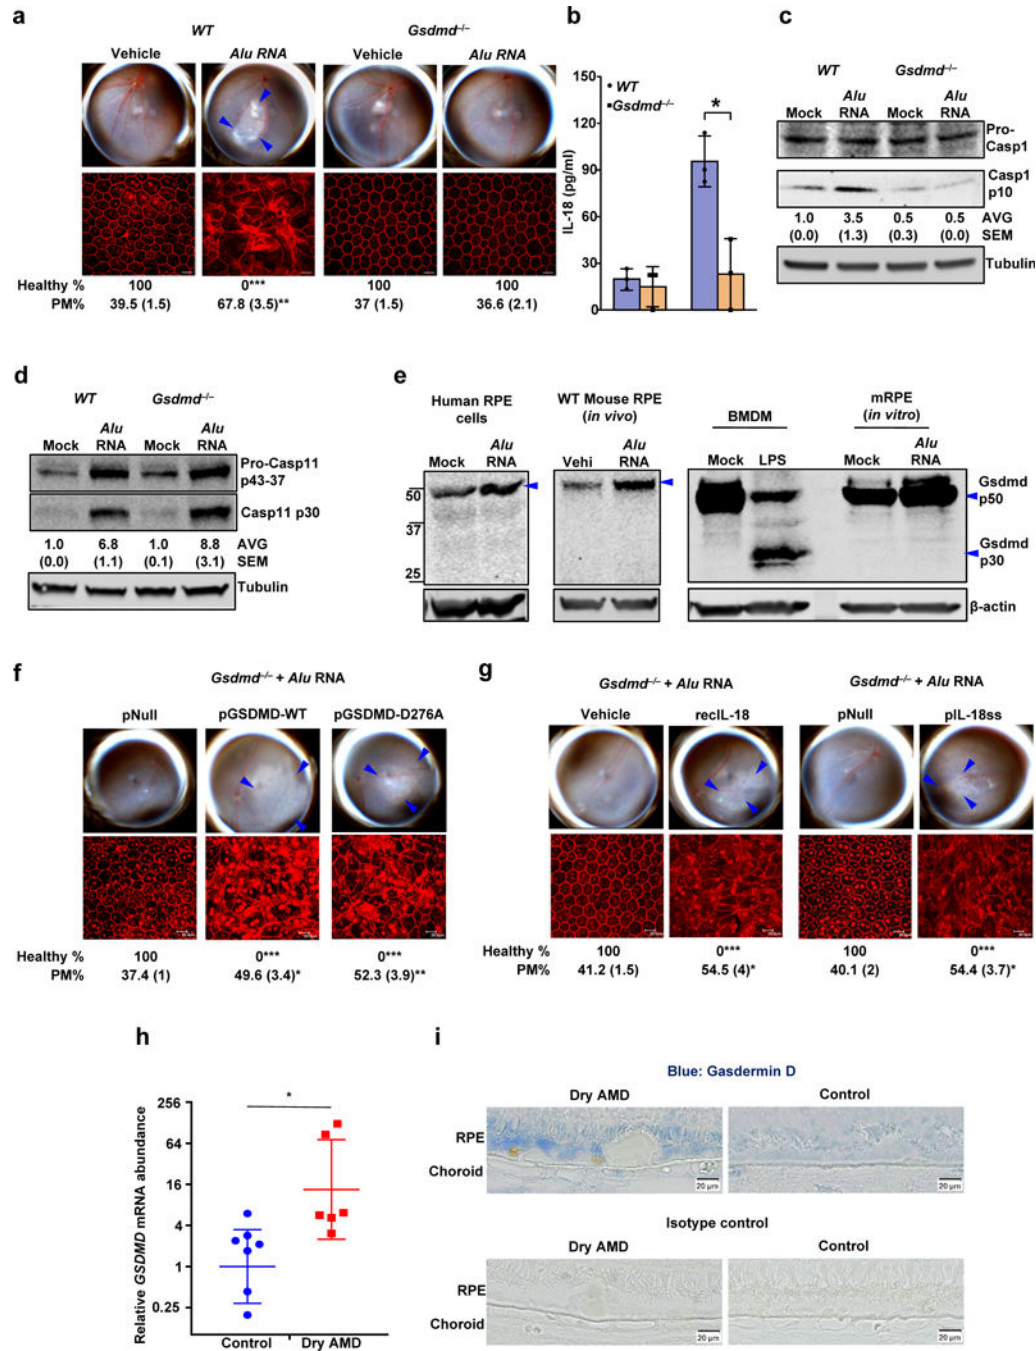 a
WT
Gsdmd–/–
Vehicle
Alu RNA
Vehicle
Alu RNA
Healthy %
100
0***
100
100
PM%
39.5 (1.5)
67.8 (3.5)**
37 (1.5)
36.6 (2.1)
b
150
120
90
60
30
0
IL-18 (pg/ml)
WT
Gsdmd–/–
*
c
WT
Gsdmd–/–
Mock
Alu
RNA
Mock
Alu
RNA
Pro-
Casp1
Casp1
p10
1.0
3.5
0.5
0.5
AVG
(0.0)
(1.3)
(0.3)
(0.0)
SEM
Tubulin
d
WT
Gsdmd–/–
Mock
Alu
RNA
Mock
Alu
RNA
Pro-Casp11
p43-37
Casp11 p30
1.0
6.8
1.0
8.8
AVG
(0.0)
(1.1)
(0.1)
(3.1)
SEM
Tubulin
e
Human RPE
cells
Mock
Alu
RNA
50
37
25
WT Mouse RPE
(in vivo)
Vehi
Alu
RNA
BMDM
Mock
LPS
mRPE
(in vitro)
Mock
Alu
RNA
Gsdmd
p50
Gsdmd
p30
β-actin
f
Gsdmd–/– + Alu RNA
pNull
pGSDMD-WT
pGSDMD-D276A
Healthy %
100
0***
0***
PM%
37.4 (1)
49.6 (3.4)*
52.3 (3.9)**
g
Gsdmd–/– + Alu RNA
Gsdmd–/– + Alu RNA
Vehicle
recIL-18
pNull
pIL-18ss
Healthy %
100
0***
100
0***
PM%
41.2 (1.5)
54.5 (4)*
40.1 (2)
54.4 (3.7)*
h
Relative GSDMD mRNA abundance
256
64
16
4
1
0.25
*
Control
Dry AMD
i
Blue: Gasdermin D
Dry AMD
Control
RPE
Choroid
20 μm
20 μm
Isotype control
Dry AMD
Control
RPE
Choroid
20 μm
20 μm